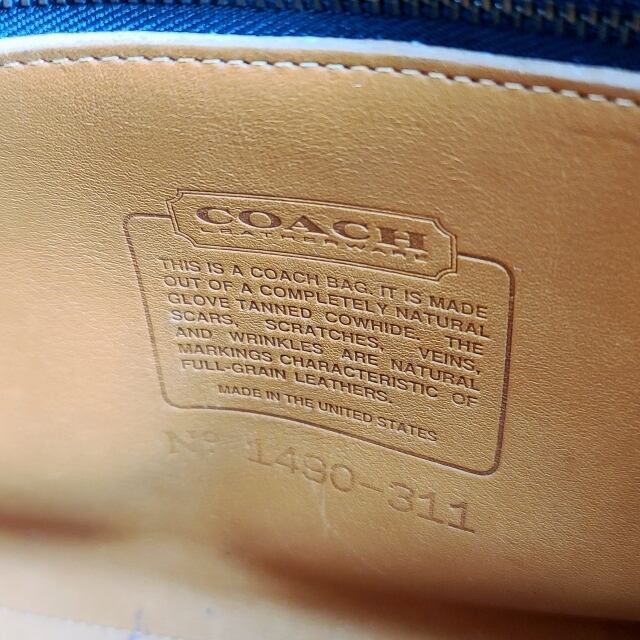 COACH
LEATHERWARE
THIS IS A COACH BAG. IT IS MADE
OUT OF A COMPLETELY NATURAL
GLOVE TANNED COWHIDE. THE
SCARS, SCRATCHES, VEINS,
AND WRINKLES ARE NATURAL
MARKINGS CHARACTERISTIC OF
FULL-GRAIN LEATHERS.
MADE IN THE UNITED STATES
Nº 1490-311